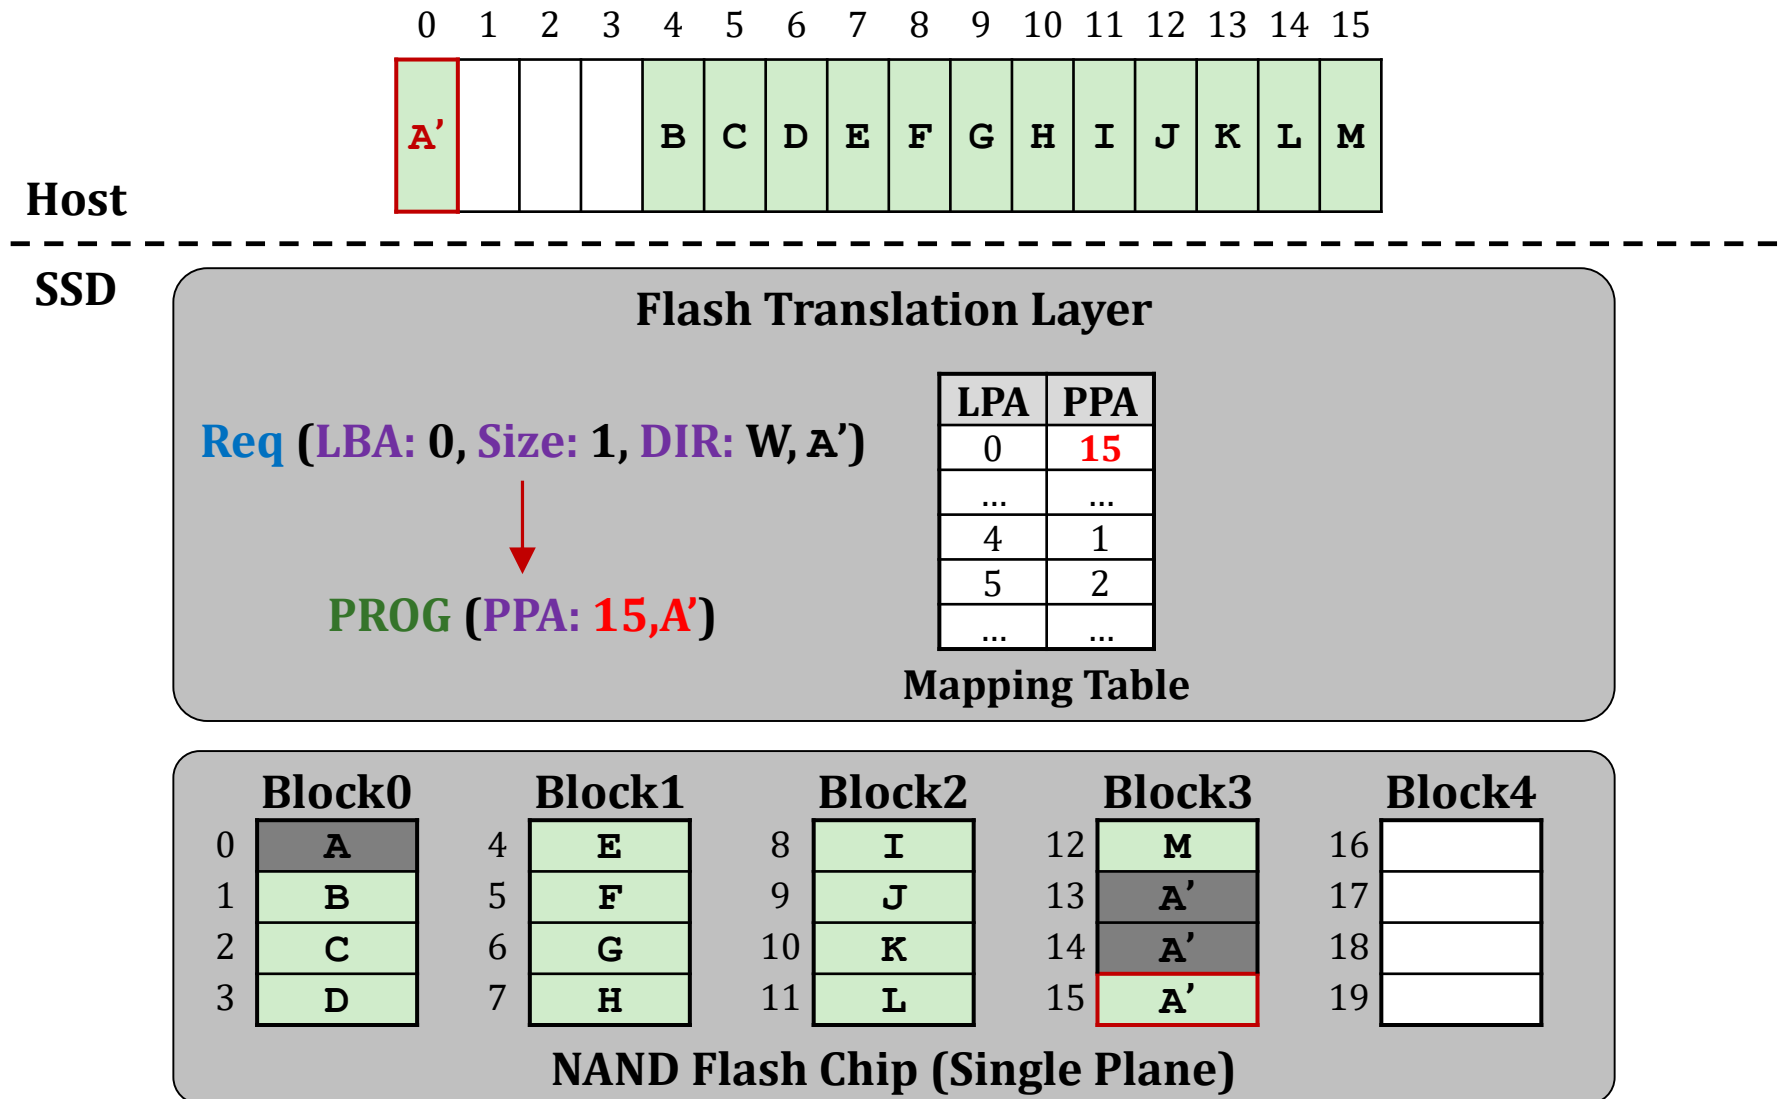 0 1 2 3 4 5 6 7 8 9 10 11 12 13 14 15
A’ B C D E F G H I J K L M
Host
SSD
Flash Translation Layer
LPA PPA
Req (LBA: 0, Size: 1, DIR: W, A’)
0 15
... ...
4 1
5 2
PROG (PPA: 15,A’)
... ...
Mapping Table
Block0 Block1 Block2 Block3 Block4
0 A 4 E 8 I 12 M 16
1 B 5 F 9 J 13 A’ 17
2 C 6 G 10 K 14 A’ 18
3 D 7 H 11 L 15 A’ 19
NAND Flash Chip (Single Plane)